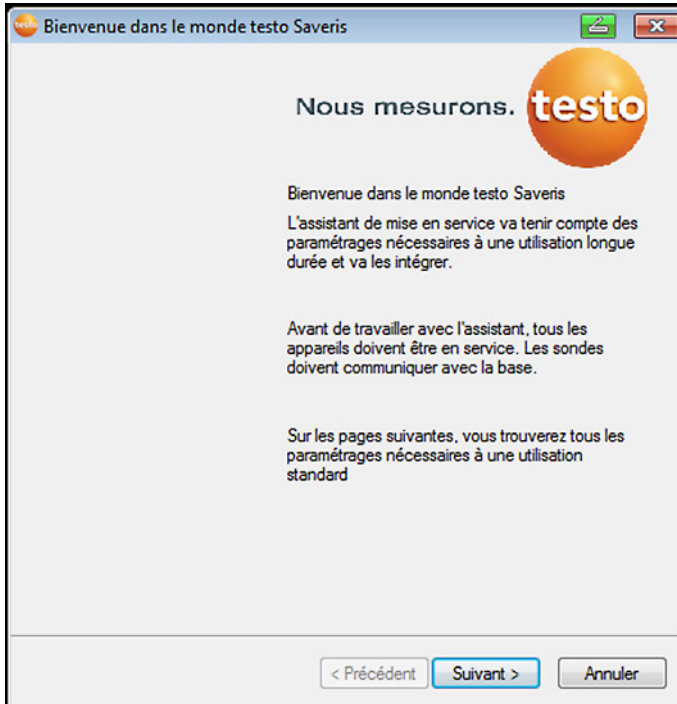 Bienvenue dans le monde testo Saveris
Nous mesurons. testo
Bienvenue dans le monde testo Saveris
L'assistant de mise en service va tenir compte des
paramétrages nécessaires à une utilisation longue
durée et va les intégrer.
Avant de travailler avec l'assistant, tous les
appareils doivent être en service. Les sondes
doivent communiquer avec la base.
Sur les pages suivantes, vous trouverez tous les
paramétrages nécessaires à une utilisation
standard
< Précédent Suivant > Annuler